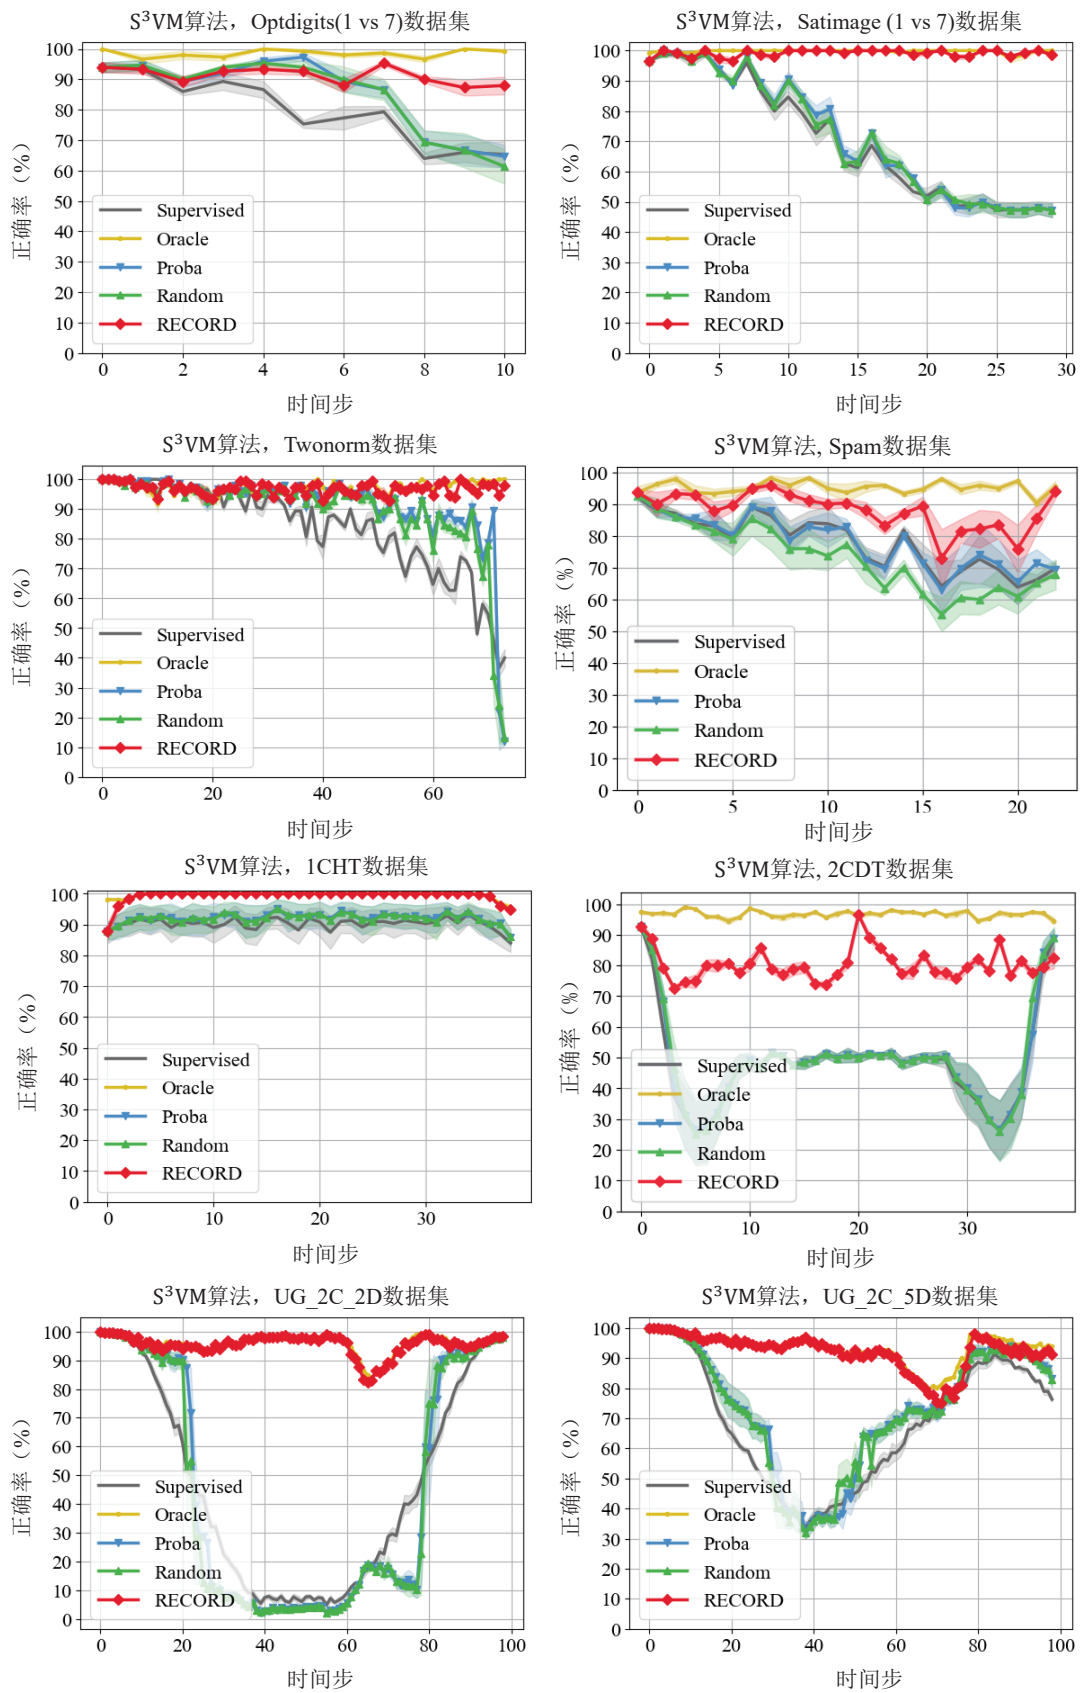 S³VM算法，Optdigits(1 vs 7)数据集
正确率（%）
100
90
80
70
60
50
40
30
20
10
0
Supervised
Oracle
Proba
Random
RECORD
0 2 4 6 8 10
时间步
S³VM算法，Satimage (1 vs 7)数据集
正确率（%）
100
90
80
70
60
50
40
30
20
10
0
Supervised
Oracle
Proba
Random
RECORD
0 5 10 15 20 25 30
时间步
S³VM算法，Twonorm数据集
正确率（%）
100
90
80
70
60
50
40
30
20
10
0
Supervised
Oracle
Proba
Random
RECORD
0 20 40 60
时间步
S³VM算法, Spam数据集
正确率（%）
100
90
80
70
60
50
40
30
20
10
0
Supervised
Oracle
Proba
Random
RECORD
0 5 10 15 20
时间步
S³VM算法，1CHT数据集
正确率（%）
100
90
80
70
60
50
40
30
20
10
0
Supervised
Oracle
Proba
Random
RECORD
0 10 20 30
时间步
S³VM算法, 2CDT数据集
正确率（%）
100
90
80
70
60
50
40
30
20
10
0
Supervised
Oracle
Proba
Random
RECORD
0 10 20 30
时间步
S³VM算法，UG_2C_2D数据集
正确率（%）
100
90
80
70
60
50
40
30
20
10
0
Supervised
Oracle
Proba
Random
RECORD
0 20 40 60 80 100
时间步
S³VM算法，UG_2C_5D数据集
正确率（%）
100
90
80
70
60
50
40
30
20
10
0
Supervised
Oracle
Proba
Random
RECORD
0 20 40 60 80 100
时间步